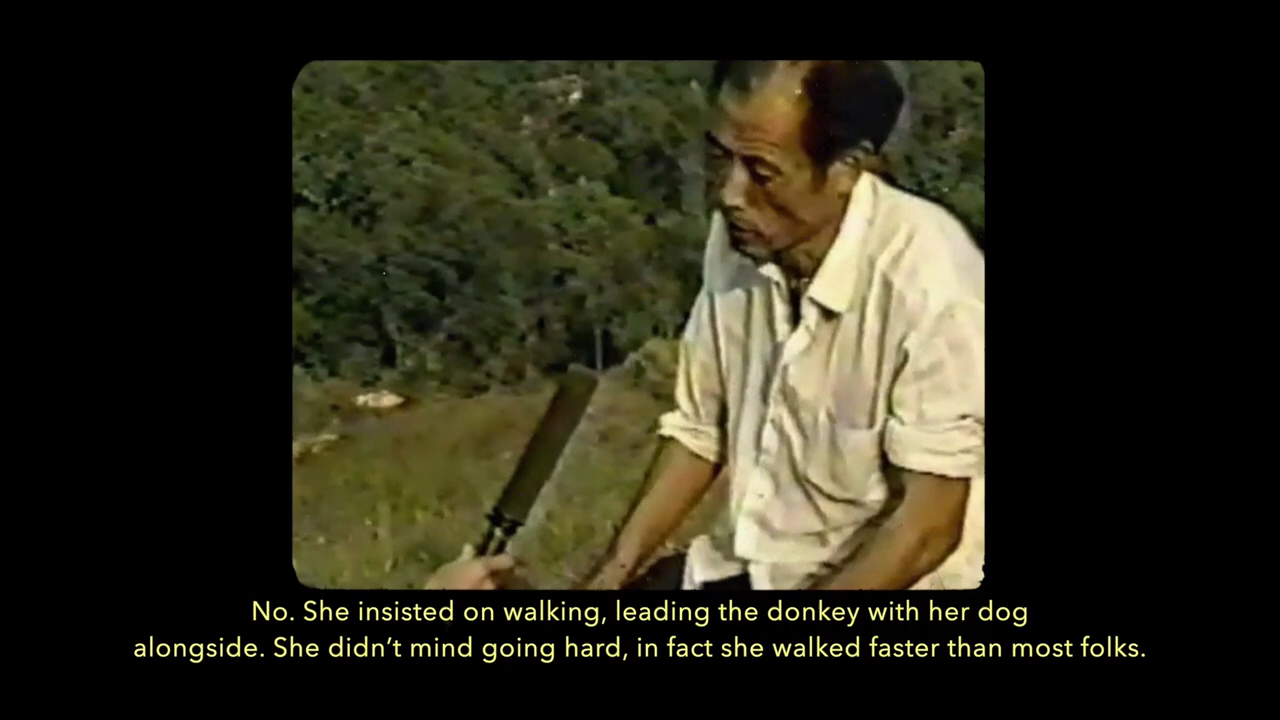 No. She insisted on walking, leading the donkey with her dog
alongside. She didn’t mind going hard, in fact she walked faster than most folks.